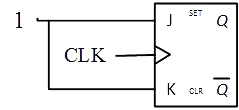 1 J SET Q
CLK
K CLR Q̅